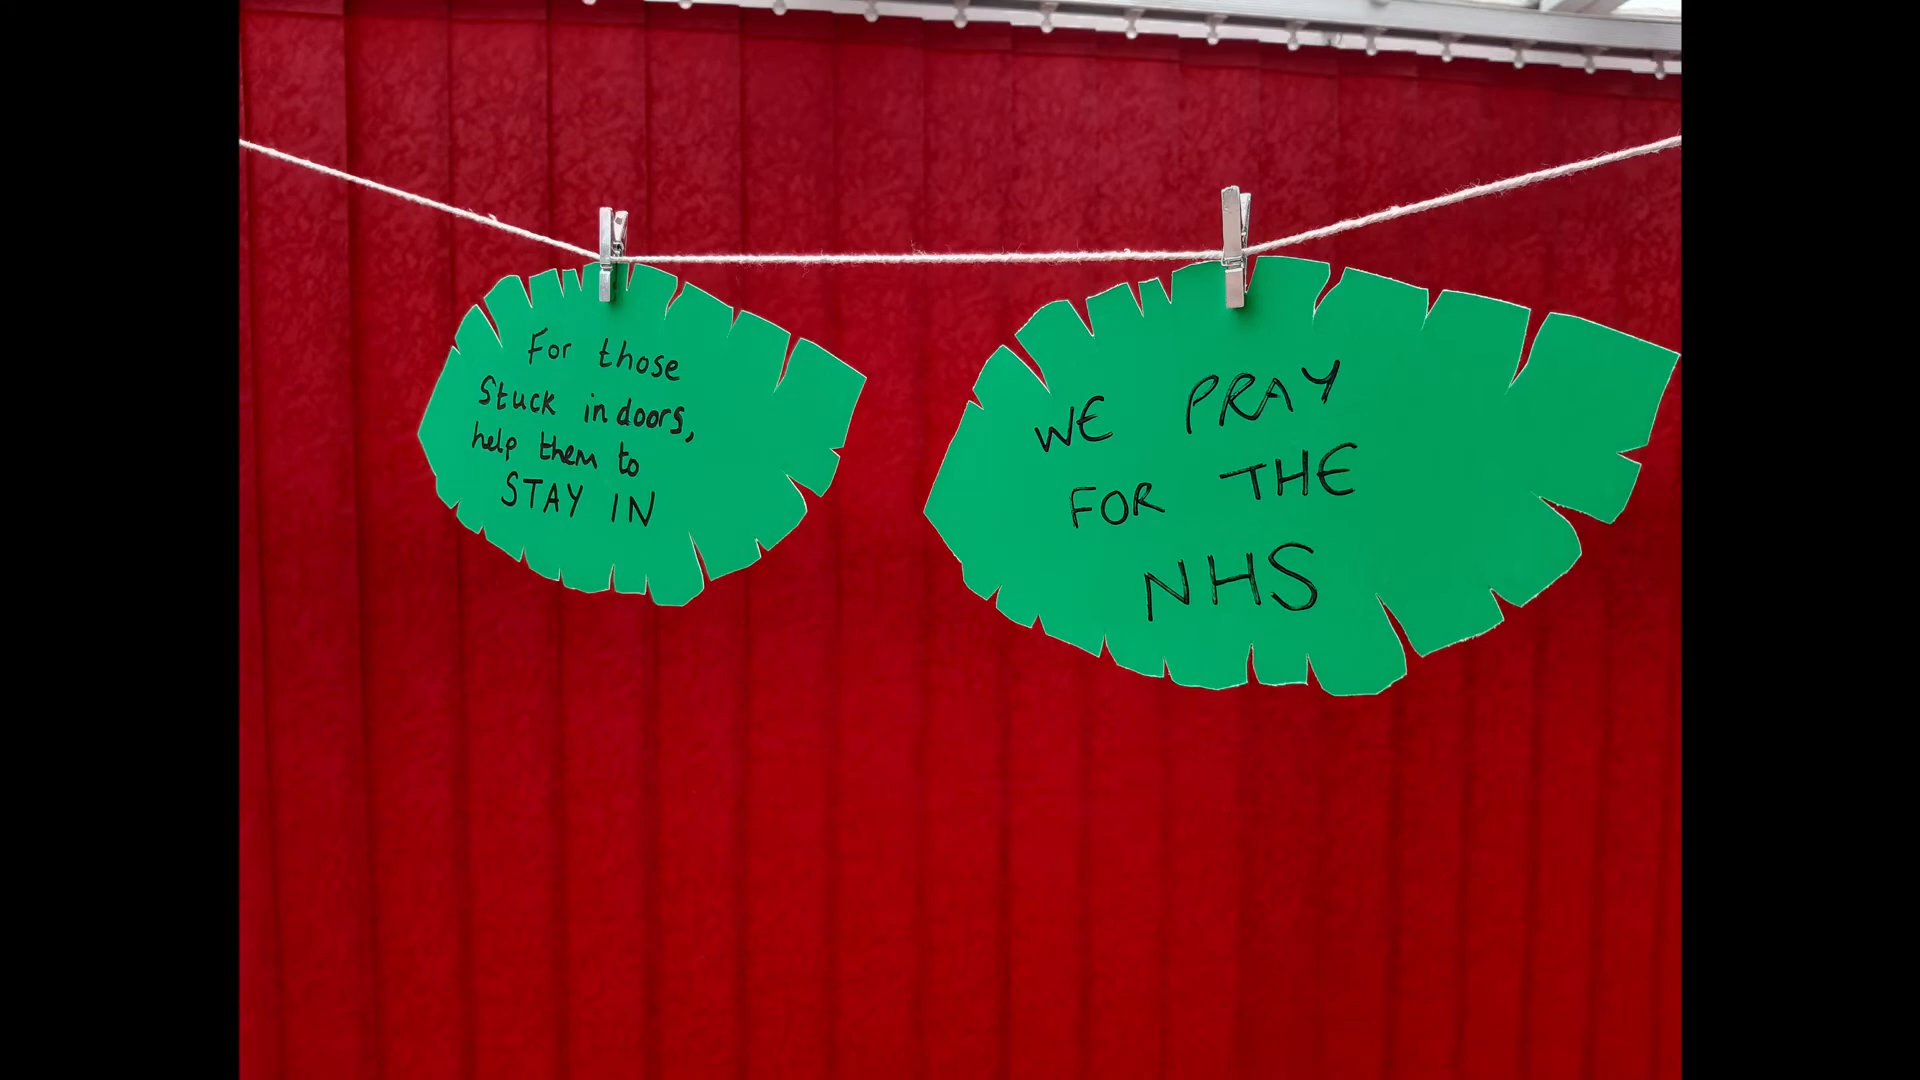 For those
Stuck indoors,
help them to
STAY IN
WE PRAY
FOR THE
NHS